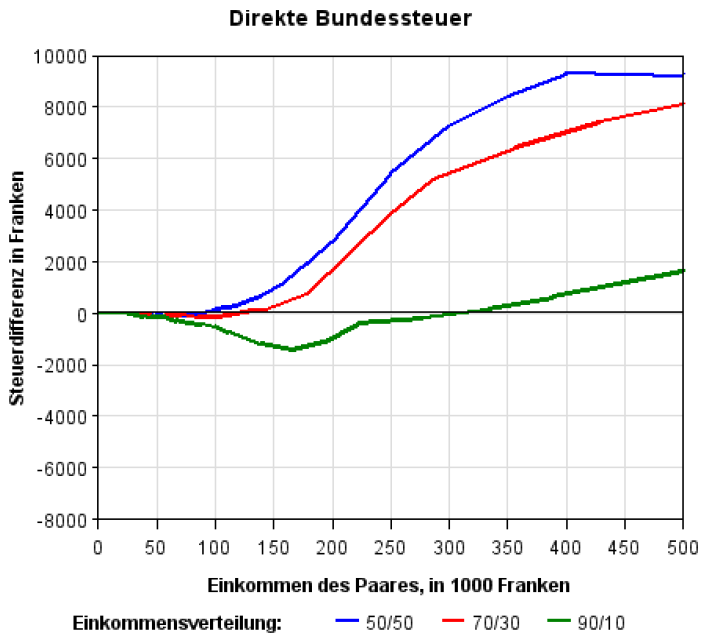 Direkte Bundessteuer
Steuerdifferenz in Franken
10000
8000
6000
4000
2000
0
-2000
-4000
-6000
-8000
0 50 100 150 200 250 300 350 400 450 500
Einkommen des Paares, in 1000 Franken
Einkommensverteilung: 50/50 70/30 90/10